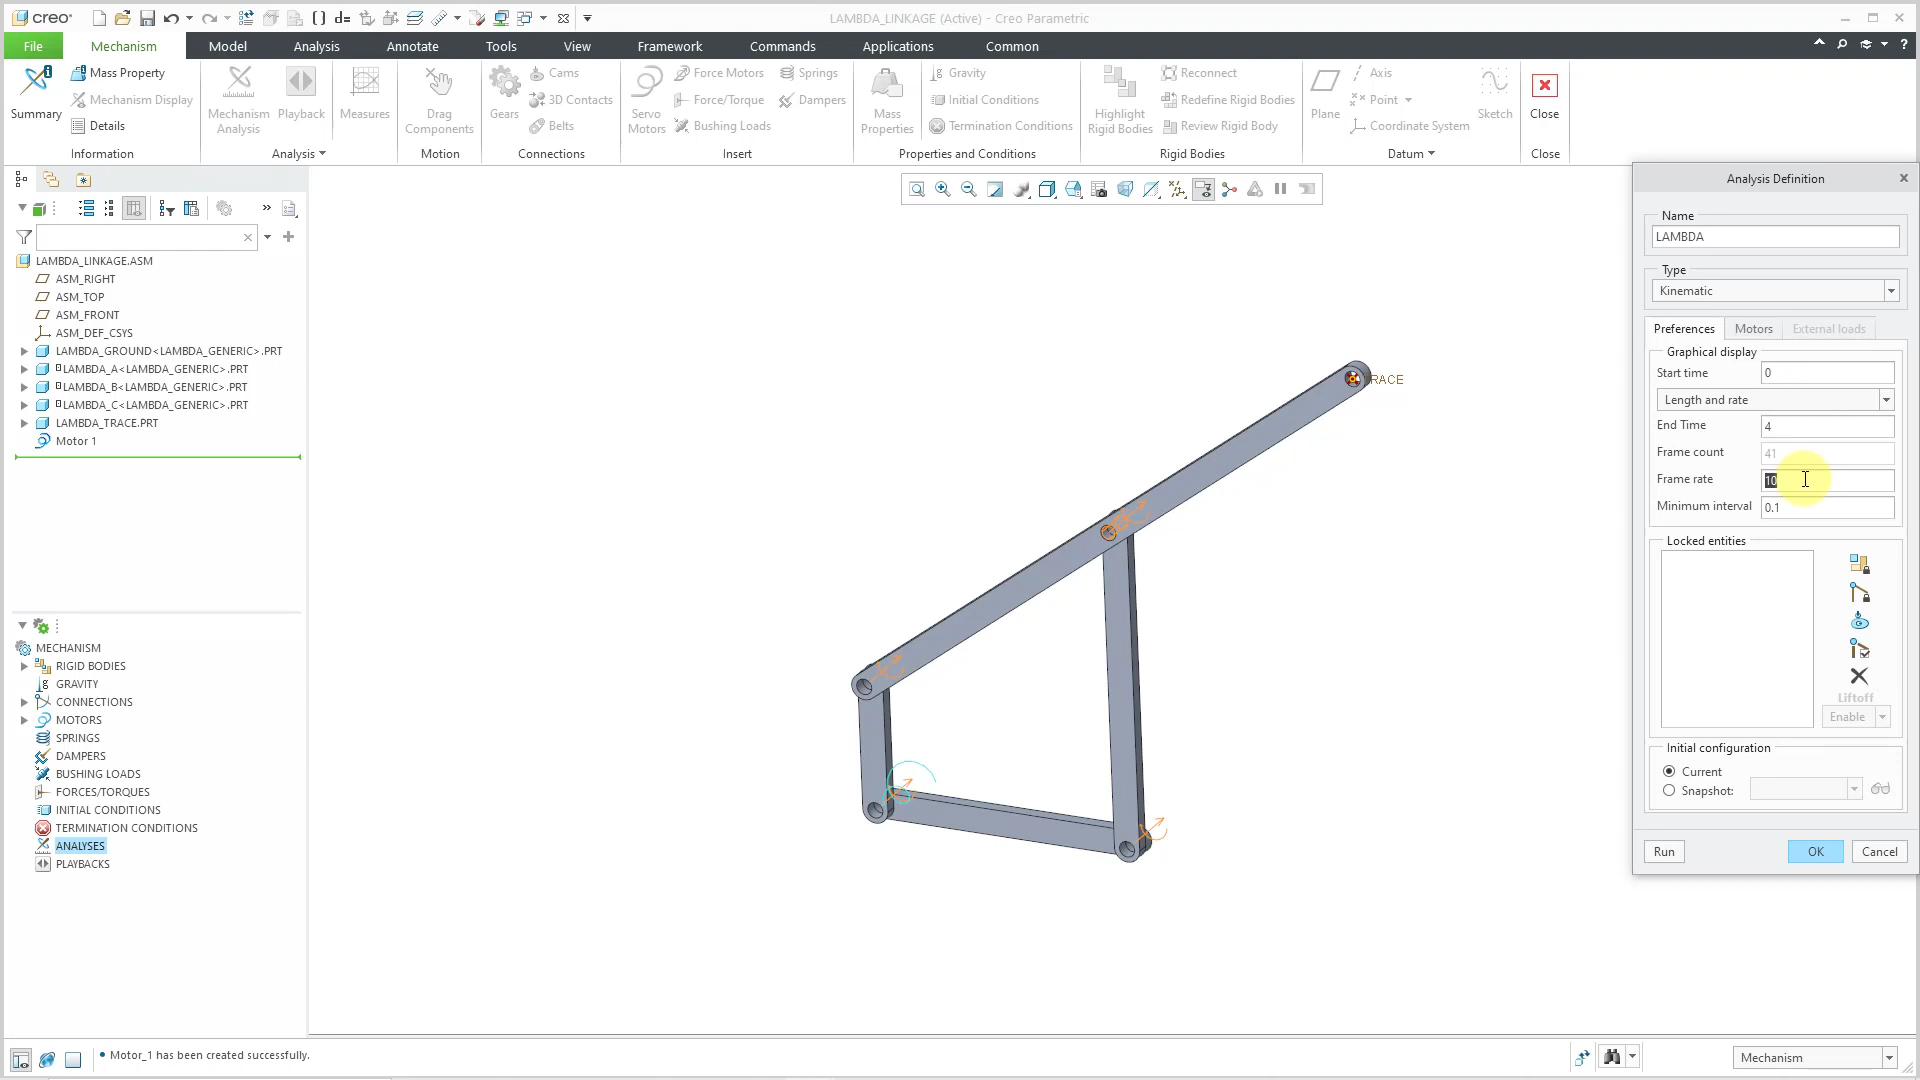 creo®
LAMBDA_LINKAGE (Active) - Creo Parametric
File Mechanism Model Analysis Annotate Tools View Framework Commands Applications Common
Summary
Mass Property
Mechanism Display
Details
Information
Mechanism Analysis
Playback
Measures
Analysis
Drag Components
Motion
Gears
Cams
3D Contacts
Belts
Connections
Servo Motors
Force Motors
Force/Torque
Bushing Loads
Springs
Dampers
Insert
Mass Properties
Gravity
Initial Conditions
Termination Conditions
Properties and Conditions
Highlight Rigid Bodies
Reconnect
Redefine Rigid Bodies
Review Rigid Body
Rigid Bodies
Plane
Axis
Point
Coordinate System
Sketch
Datum
Close
Close
LAMBDA_LINKAGE.ASM
ASM_RIGHT
ASM_TOP
ASM_FRONT
ASM_DEF_CSYS
LAMBDA_GROUND<LAMBDA_GENERIC>.PRT
LAMBDA_A<LAMBDA_GENERIC>.PRT
LAMBDA_B<LAMBDA_GENERIC>.PRT
LAMBDA_C<LAMBDA_GENERIC>.PRT
LAMBDA_TRACE.PRT
Motor 1
MECHANISM
RIGID BODIES
GRAVITY
CONNECTIONS
MOTORS
SPRINGS
DAMPERS
BUSHING LOADS
FORCES/TORQUES
INITIAL CONDITIONS
TERMINATION CONDITIONS
ANALYSES
PLAYBACKS
RACE
Analysis Definition
Name
LAMBDA
Type
Kinematic
Preferences Motors External loads
Graphical display
Start time 0
Length and rate
End Time 4
Frame count 41
Frame rate 10
Minimum interval 0.1
Locked entities
Liftoff
Enable
Initial configuration
Current
Snapshot:
Run OK Cancel
• Motor_1 has been created successfully.
Mechanism